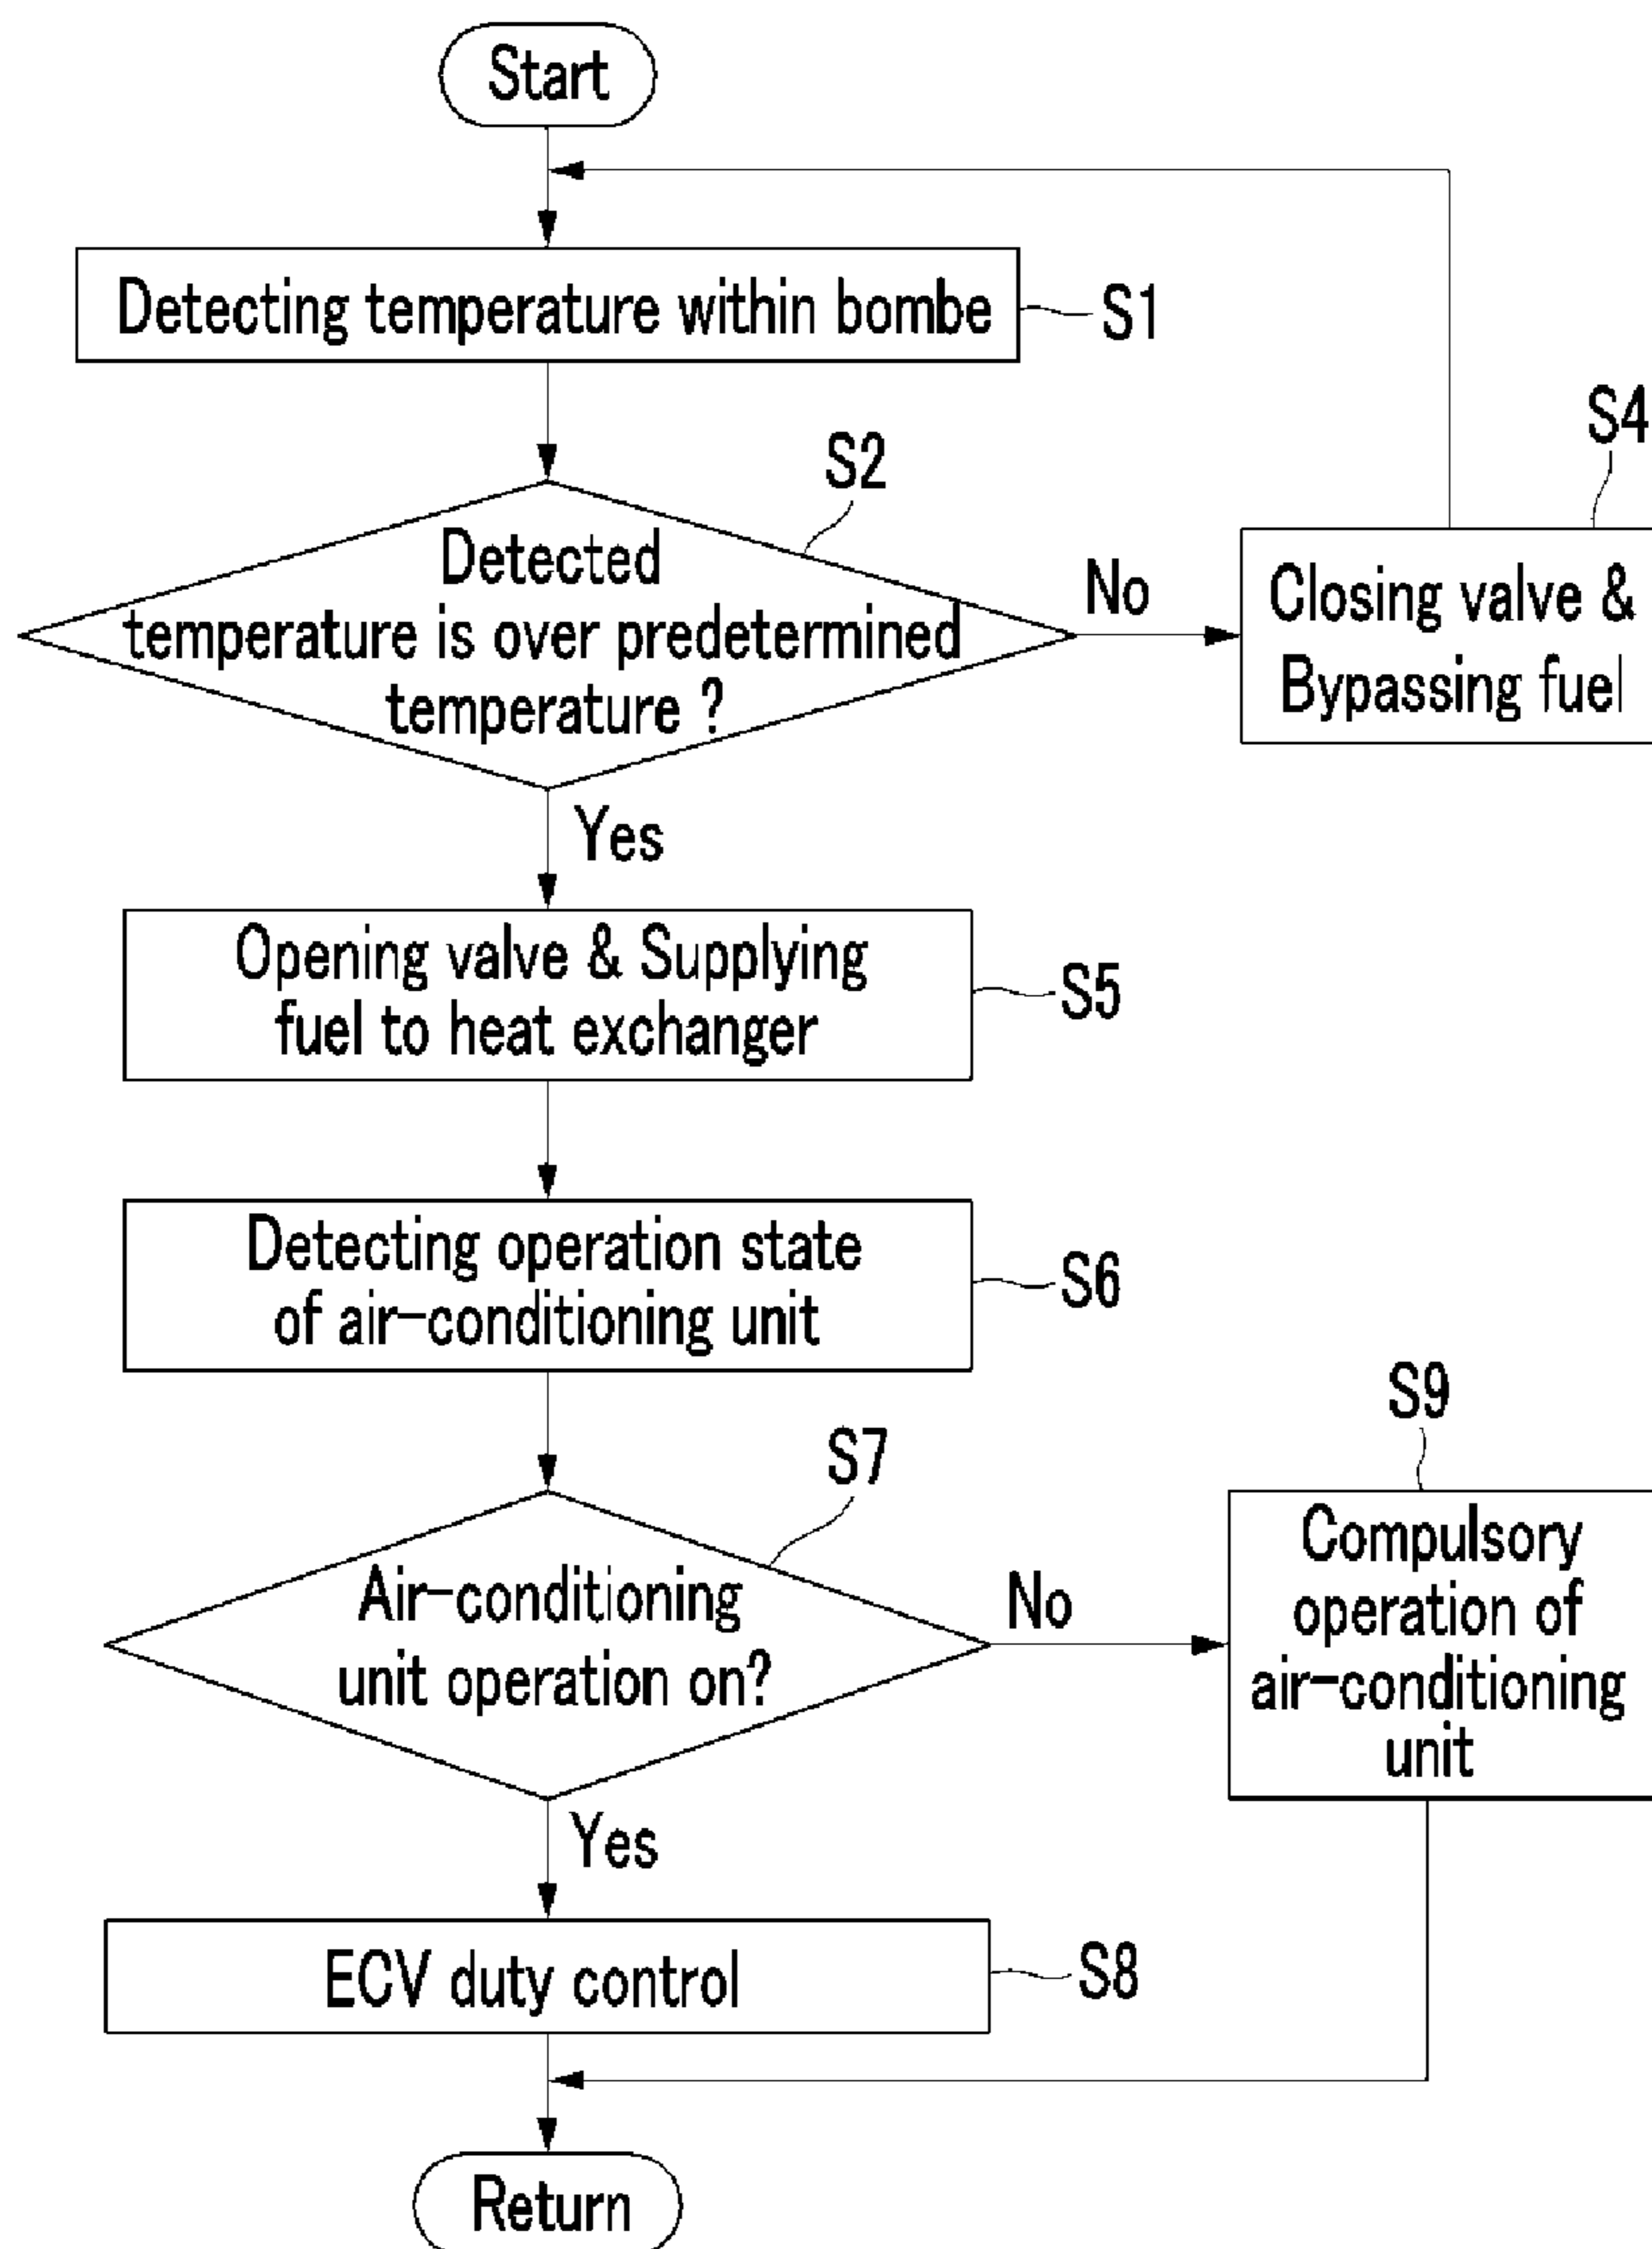 Start
Detecting temperature within bombe
S1
S2
S4
Detected
temperature is over predetermined
temperature ?
No
Closing valve &
Bypassing fuel
Yes
Opening valve & Supplying
fuel to heat exchanger
S5
Detecting operation state
of air-conditioning unit
S6
S7
S9
Air-conditioning
unit operation on?
No
Compulsory
operation of
air-conditioning
unit
Yes
ECV duty control
S8
Return